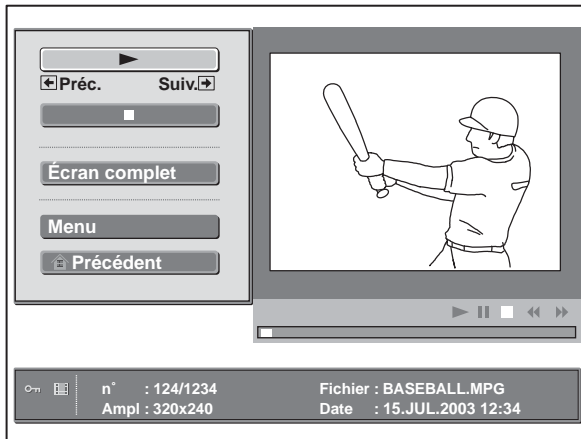 Préc. Suiv.
Écran complet
Menu
Précédent
n° : 124/1234 Fichier : BASEBALL.MPG
Ampl : 320x240 Date : 15.JUL.2003 12:34